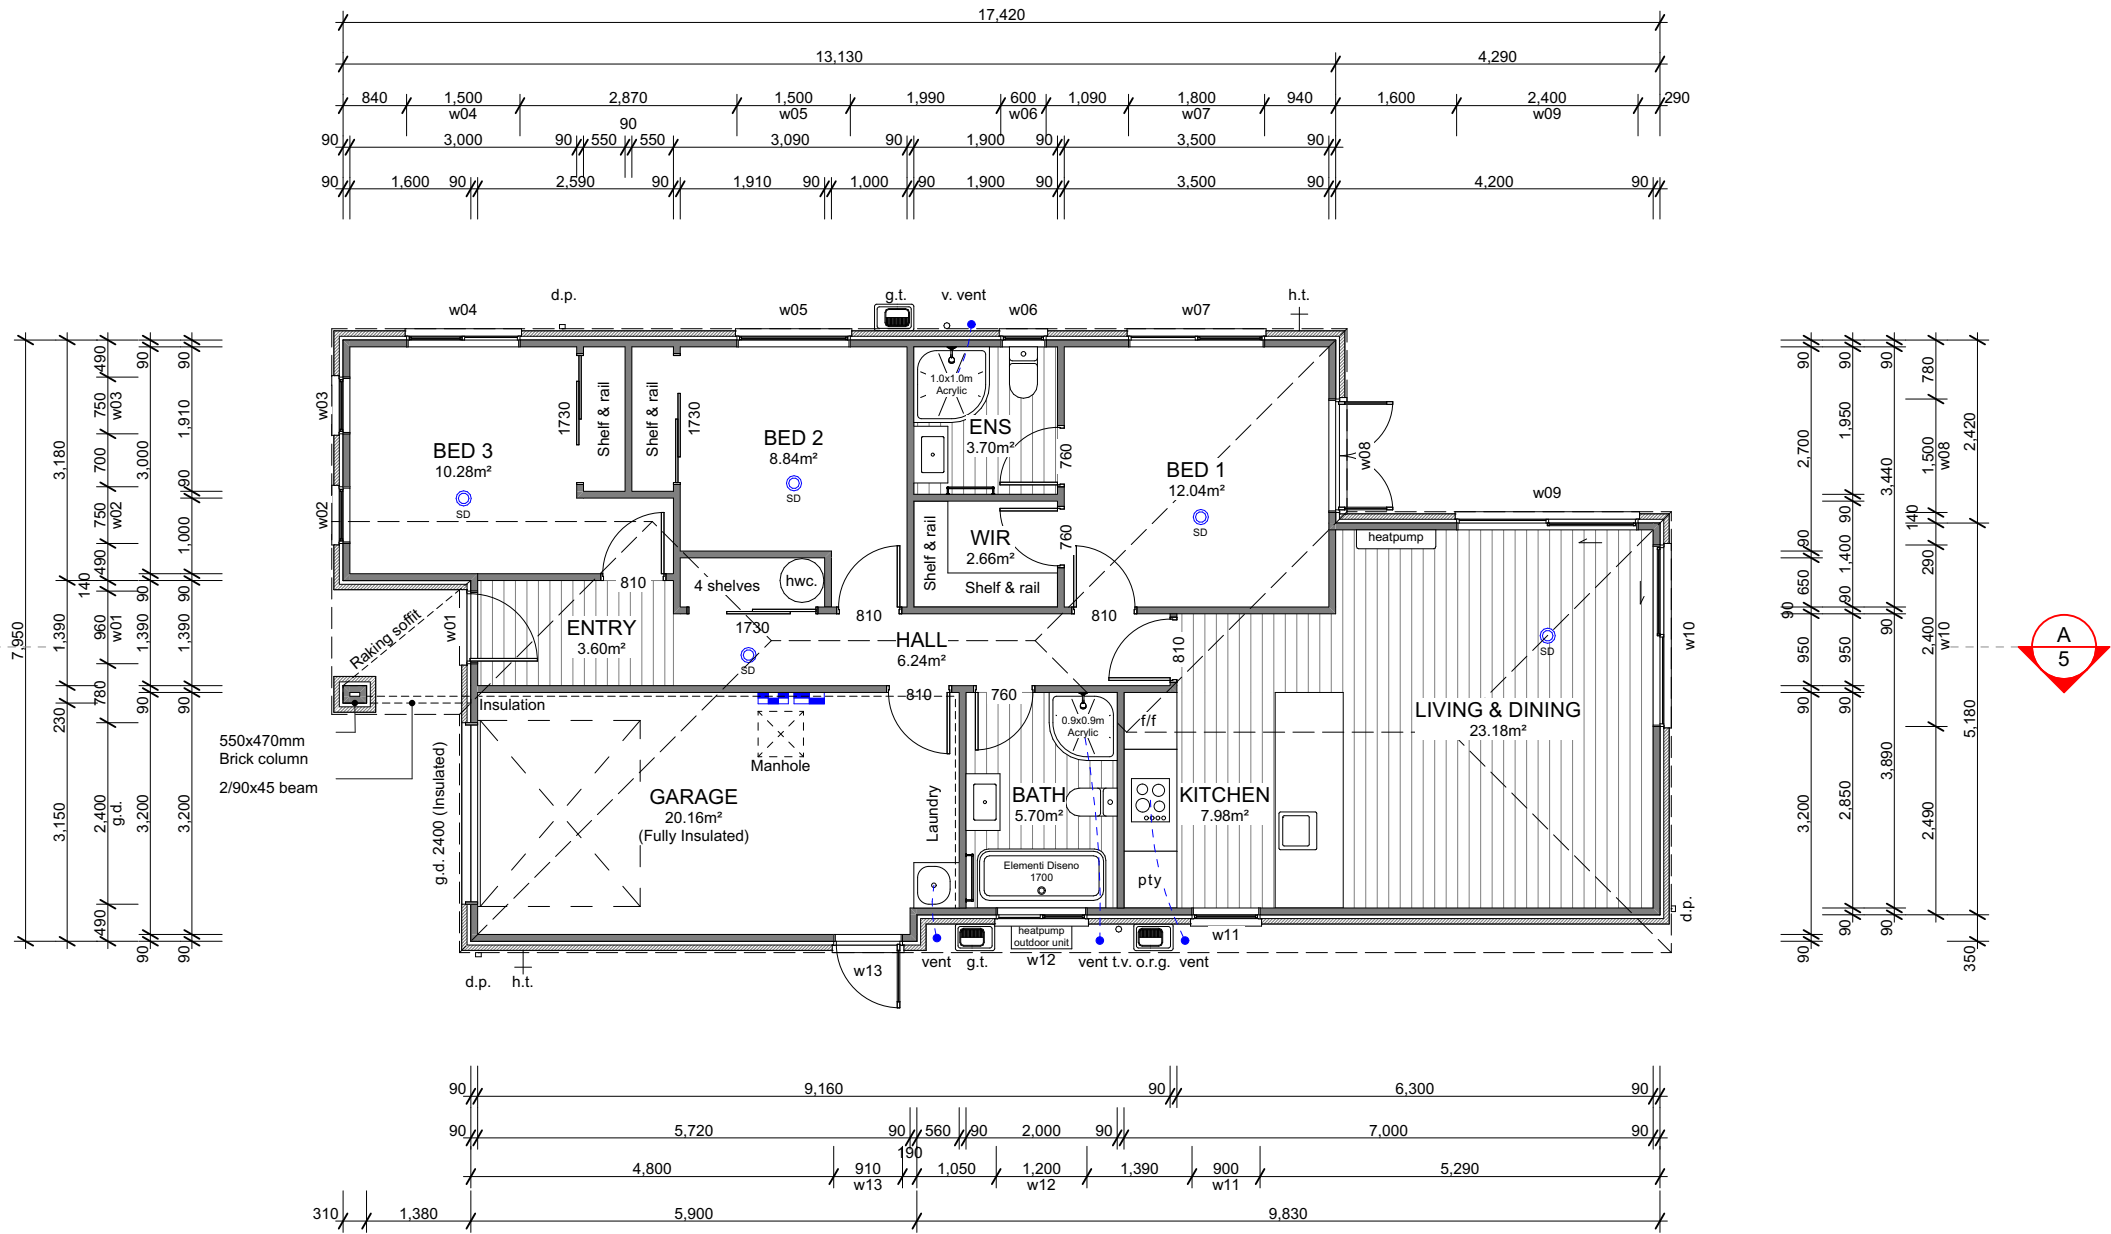 17,420
13,130 4,290
840 1,500 2,870 1,500 1,990 600 1,090 1,800 940 1,600 2,400 290
w04 w05 w06 w07 w09
90
90 3,000 90 550 550 3,090 90 1,900 90 3,500 90
90 1,600 90 2,590 90 1,910 90 1,000 90 1,900 90 3,500 90 4,200 90
w04 d.p. w05 g.t. v. vent w06 w07 h.t.
7,950
3,180 1,390 230 3,150
490 750 700 750 490 140 960 780 2,400 490
w03 w02 w01 g.d.
90 3,000 90 1,390 90 3,200 90
90 1,910 90 1,000 90 1,390 90 3,200 90
w03
w02
w01
BED 3
10.28m²
SD
1730
Shelf & rail
Shelf & rail
1730
BED 2
8.84m²
SD
1.0x1.0m
Acrylic
ENS
3.70m²
760
BED 1
12.04m²
SD
w08
w09
WIR
2.66m²
760
Shelf & rail
Shelf & rail
heatpump
4 shelves
hwc.
810
810
810
810
1730
Raking soffit
ENTRY
3.60m²
SD
HALL
6.24m²
SD
w10
Insulation
810
760
550x470mm
Brick column
2/90x45 beam
g.d. 2400 (Insulated)
Manhole
GARAGE
20.16m²
(Fully Insulated)
Laundry
0.9x0.9m
Acrylic
f/f
BATH
5.70m²
KITCHEN
7.98m²
LIVING & DINING
23.18m²
Elementi Diseno
1700
pty
d.p.
heatpump
outdoor unit
w11
w12
w13
vent g.t. vent t.v. o.r.g. vent
d.p. h.t.
90 2,700 90 650 90 950 90 3,200 90
90 1,950 90 1,400 90 950 90 2,850 90
90 3,440 90 3,890 90
780 1,500 140 290 2,400 2,490
w08 w10
2,420 5,180 350
A
5
90 9,160 90 6,300 90
90 5,720 90 560 90 2,000 90 7,000 90
190
4,800 910 1,050 1,200 1,390 900 5,290
w13 w12 w11
310 1,380 5,900 9,830